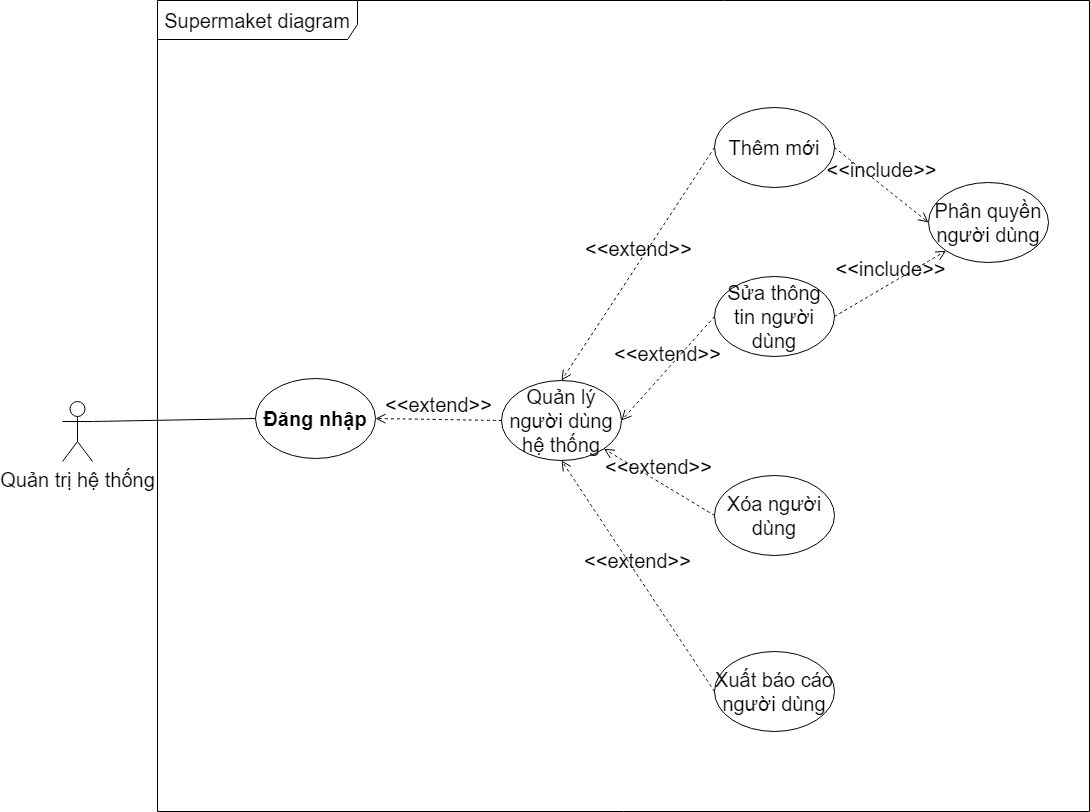 Supermaket diagram
Thêm mới
<<include>>
Phân quyền
người dùng
<<extend>>
<<include>>
Sửa thông
tin người
dùng
<<extend>>
Đăng nhập
<<extend>>
Quản lý
người dùng
hệ thống
Quản trị hệ thống
<<extend>>
Xóa người
dùng
<<extend>>
Xuất báo cáo
người dùng